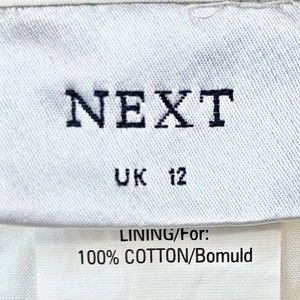 NEXT
UK 12
LINING/For:
100% COTTON/Bomuld